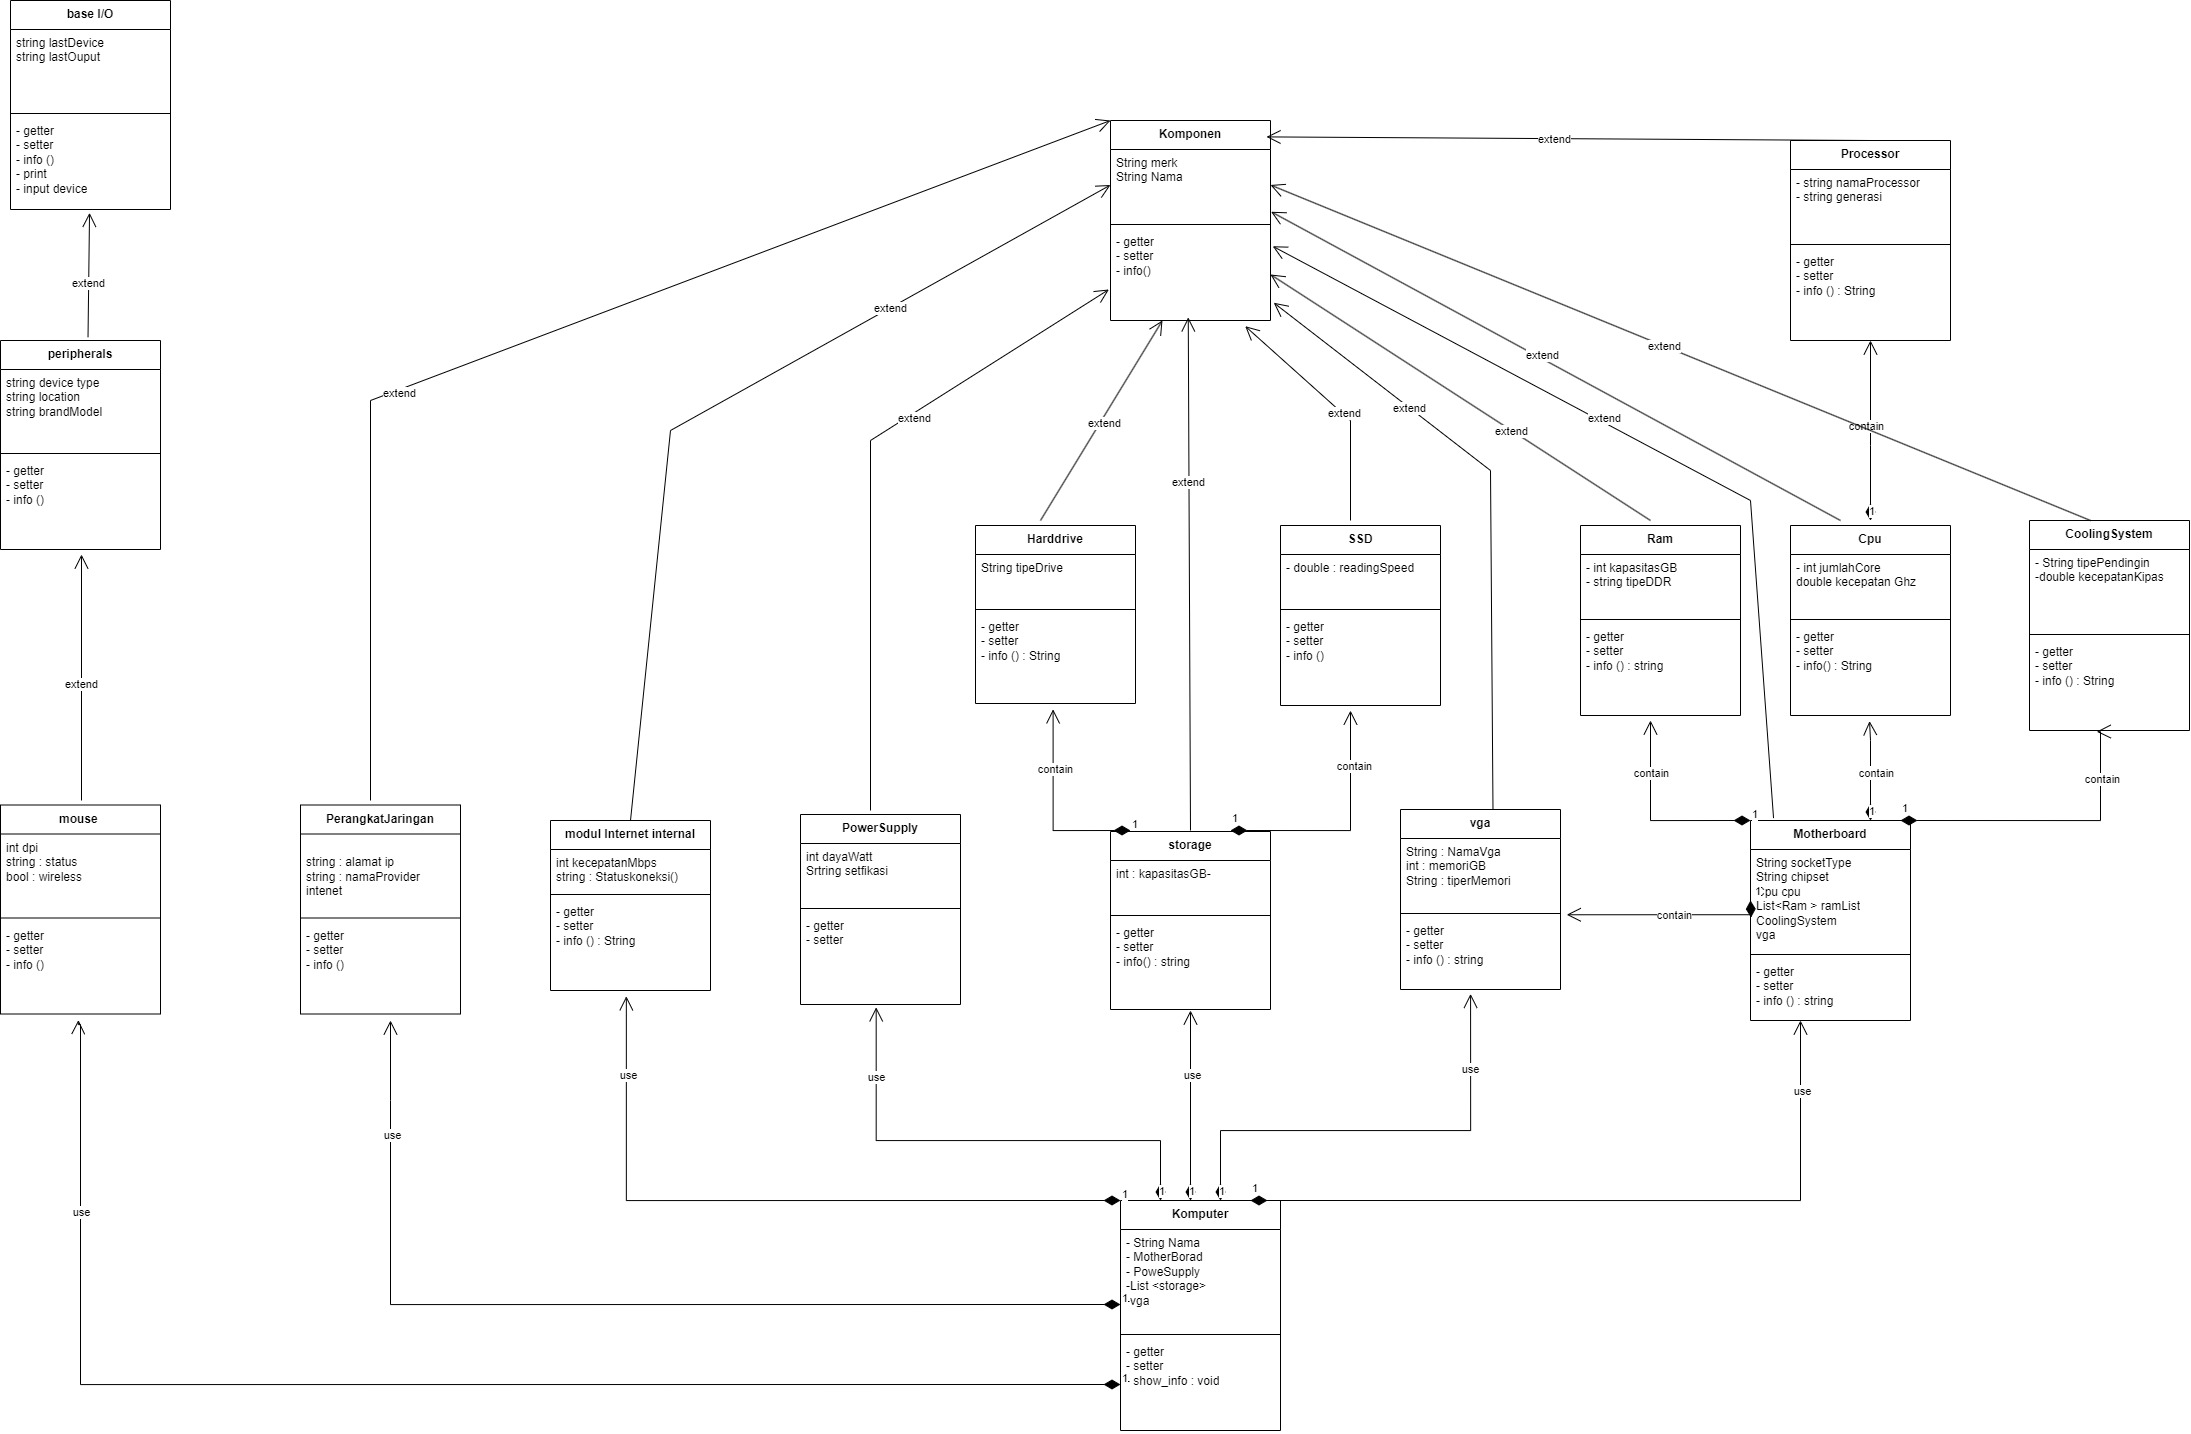 base I/O
string lastDevice
string lastOuput
- getter
- setter
- info ()
- print
- input device
extend
peripherals
string device type
string location
string brandModel
- getter
- setter
- info ()
extend
mouse
int dpi
string : status
bool : wireless
- getter
- setter
- info ()
use
Komponen
String merk
String Nama
- getter
- setter
- info()
extend
Processor
- string namaProcessor
- string generasi
- getter
- setter
- info () : String
extend
extend
extend
extend
extend
extend
extend
extend
extend
extend
extend
contain
1
Harddrive
String tipeDrive
- getter
- setter
- info () : String
SSD
- double : readingSpeed
- getter
- setter
- info ()
Ram
- int kapasitasGB
- string tipeDDR
- getter
- setter
- info () : string
Cpu
- int jumlahCore
double kecepatan Ghz
- getter
- setter
- info() : String
CoolingSystem
- String tipePendingin
-double kecepatanKipas
- getter
- setter
- info () : String
contain
contain
contain
contain
contain
1
1
1
1
1
PerangkatJaringan
string : alamat ip
string : namaProvider
intenet
- getter
- setter
- info ()
modul Internet internal
int kecepatanMbps
string : Statuskoneksi()
- getter
- setter
- info () : String
PowerSupply
int dayaWatt
Srtring setfikasi
- getter
- setter
storage
int : kapasitasGB-
- getter
- setter
- info() : string
vga
String : NamaVga
int : memoriGB
String : tiperMemori
- getter
- setter
- info () : string
contain
Motherboard
String socketType
String chipset
1
Cpu cpu
List<Ram > ramList
CoolingSystem
vga
- getter
- setter
- info () : string
use
use
use
use
use
use
1
1
1
1
1
Komputer
- String Nama
- MotherBorad
- PoweSupply
-List <storage>
1
-vga
- getter
- setter
1
- show_info : void